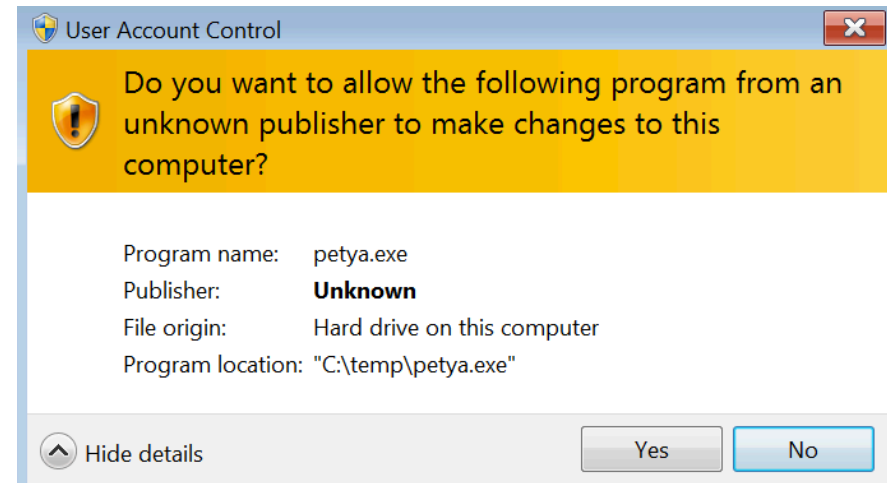 User Account Control
Do you want to allow the following program from an
unknown publisher to make changes to this
computer?
Program name: petya.exe
Publisher: Unknown
File origin: Hard drive on this computer
Program location: "C:\temp\petya.exe"
Hide details Yes No